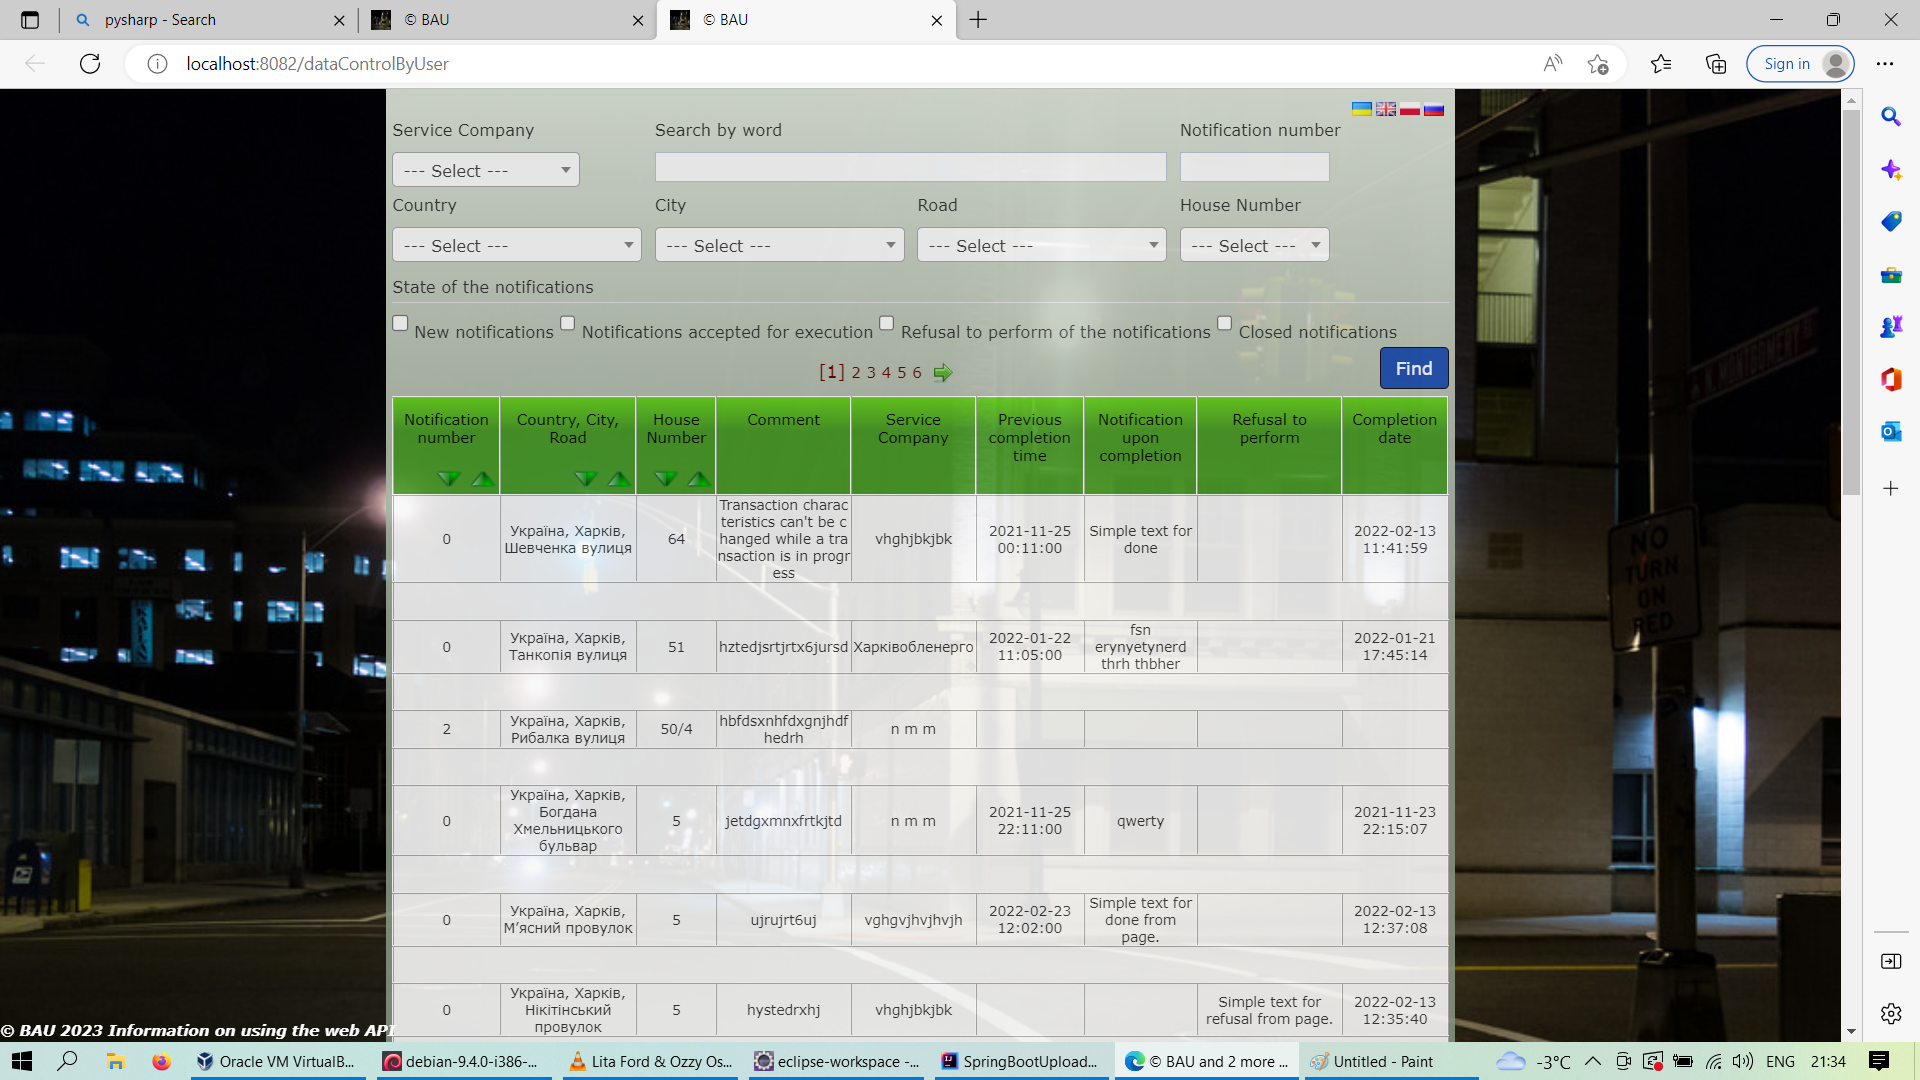 pysharp - Search
© BAU
© BAU
localhost:8082/dataControlByUser
Sign in
Service Company
Search by word
Notification number
--- Select ---
Country
City
Road
House Number
--- Select ---
--- Select ---
--- Select ---
--- Select ---
State of the notifications
New notifications
Notifications accepted for execution
Refusal to perform of the notifications
Closed notifications
[1] 2 3 4 5 6
Find
Notification number
Country, City, Road
House Number
Comment
Service Company
Previous completion time
Notification upon completion
Refusal to perform
Completion date
0
Україна, Харків, Шевченка вулиця
64
Transaction charac
teristics can't be c
hanged while a tra
nsaction is in progr
ess
vhghjbkjbk
2021-11-25 00:11:00
Simple text for done
2022-02-13 11:41:59
0
Україна, Харків, Танкопія вулиця
51
hztedjsrtjrtx6jursd
Харківобленерго
2022-01-22 11:05:00
fsn erynyetynerd thrh thbher
2022-01-21 17:45:14
2
Україна, Харків, Рибалка вулиця
50/4
hbfdsxnhfdxgnjhdf
hedrh
n m m
0
Україна, Харків, Богдана Хмельницького бульвар
5
jetdgxmnxfrtkjtd
n m m
2021-11-25 22:11:00
qwerty
2021-11-23 22:15:07
0
Україна, Харків, М’ясний провулок
5
ujrujrt6uj
vghgvjhvjhvjh
2022-02-23 12:02:00
Simple text for done from page.
2022-02-13 12:37:08
0
Україна, Харків, Нікітінський провулок
5
hystedrxhj
vhghjbkjbk
Simple text for refusal from page.
2022-02-13 12:35:40
NO TURN ON RED
© BAU 2023 Information on using the web API
Oracle VM VirtualB...
debian-9.4.0-i386-...
Lita Ford & Ozzy Os...
eclipse-workspace -...
SpringBootUpload...
© BAU and 2 more ...
Untitled - Paint
-3°C
ENG
21:34